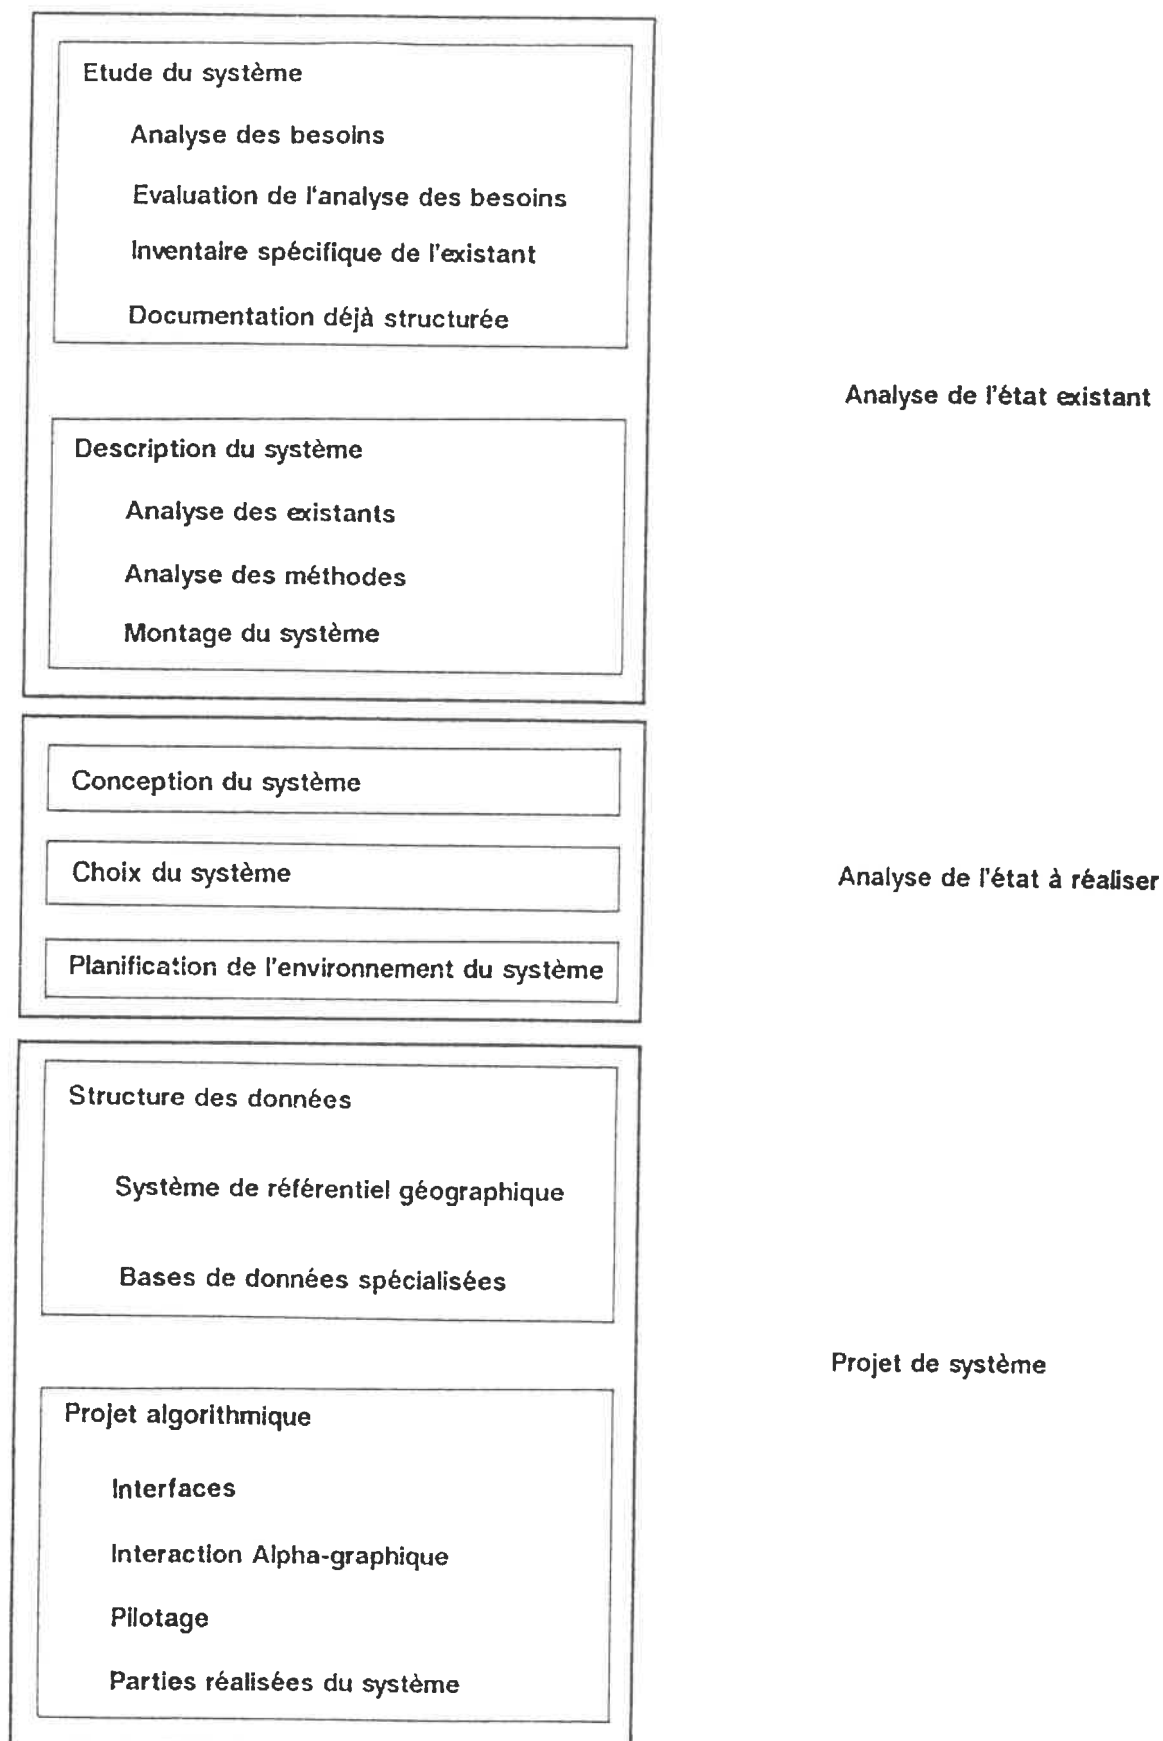 Etude du système
Analyse des besoins
Evaluation de l'analyse des besoins
Inventaire spécifique de l'existant
Documentation déjà structurée
Analyse de l'état existant
Description du système
Analyse des existants
Analyse des méthodes
Montage du système
Conception du système
Choix du système
Analyse de l'état à réaliser
Planification de l'environnement du système
Structure des données
Système de référentiel géographique
Bases de données spécialisées
Projet de système
Projet algorithmique
Interfaces
Interaction Alpha-graphique
Pilotage
Parties réalisées du système